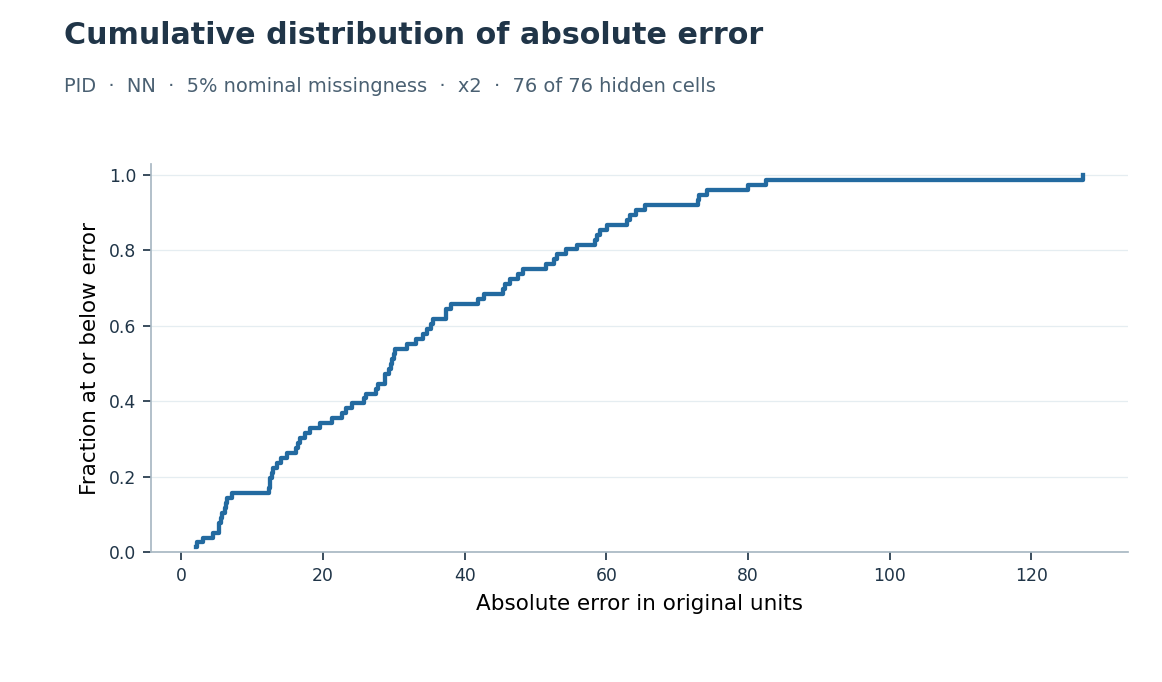 Cumulative distribution of absolute error
PID · NN · 5% nominal missingness · x2 · 76 of 76 hidden cells
1.0
0.8
0.6
0.4
0.2
0.0
Fraction at or below error
0 20 40 60 80 100 120
Absolute error in original units